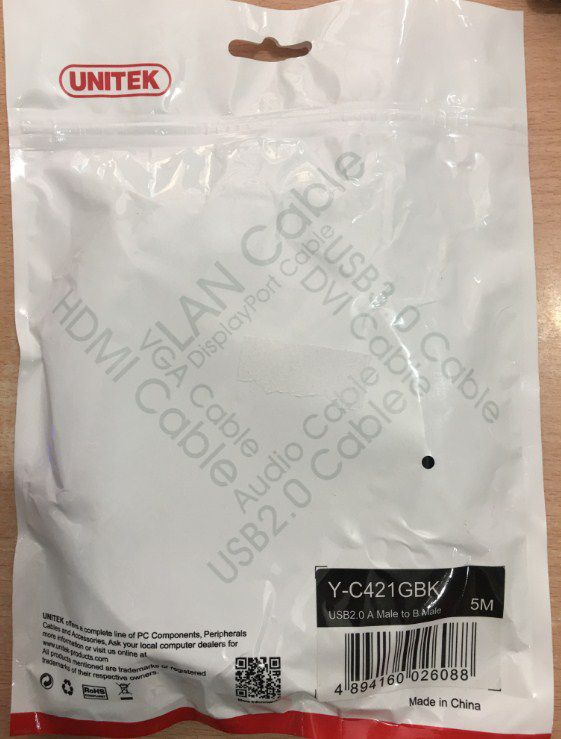 UNITEK
LAN Cable
DisplayPort Cable
USB3.0 Cable
DVI Cable
VGA Cable
HDMI Cable
Audio Cable
USB2.0 Cable
Y-C421GBK
5M
USB2.0 A Male to B Male
4 894160 026088
Made in China
UNITEK offers a complete line of PC Components, Peripherals
Cables and Accessories, Ask your local computer dealers for
more information or visit us online at
www.unitek-products.com
All products mentioned are trademarks or registered
trademarks of their respective owners.
RoHS